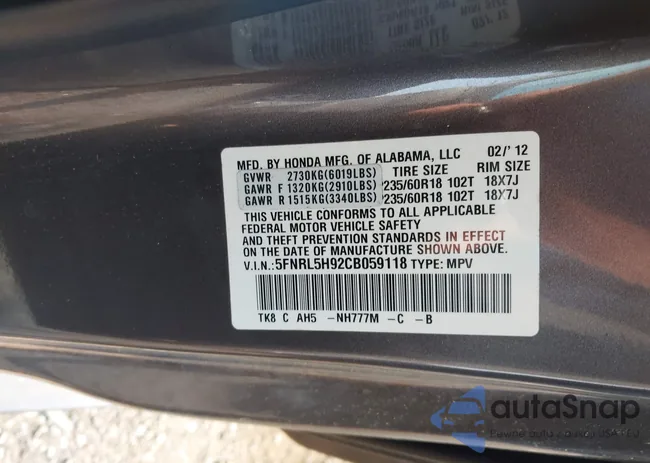 MFD. BY HONDA MFG. OF ALABAMA, LLC 02/'12
TIRE SIZE RIM SIZE
GVWR 2730KG(6019LBS)
GAWR F 1320KG(2910LBS) P235/60R18 102T 18X7J
GAWR R 1515KG(3340LBS) P235/60R18 102T 18X7J
THIS VEHICLE CONFORMS TO ALL APPLICABLE
FEDERAL MOTOR VEHICLE SAFETY
AND THEFT PREVENTION STANDARDS IN EFFECT
ON THE DATE OF MANUFACTURE SHOWN ABOVE.
V.I.N.:5FNRL5H92CB059118 TYPE: MPV
TK8 C AH5 -NH777M -C -B
autaSnap